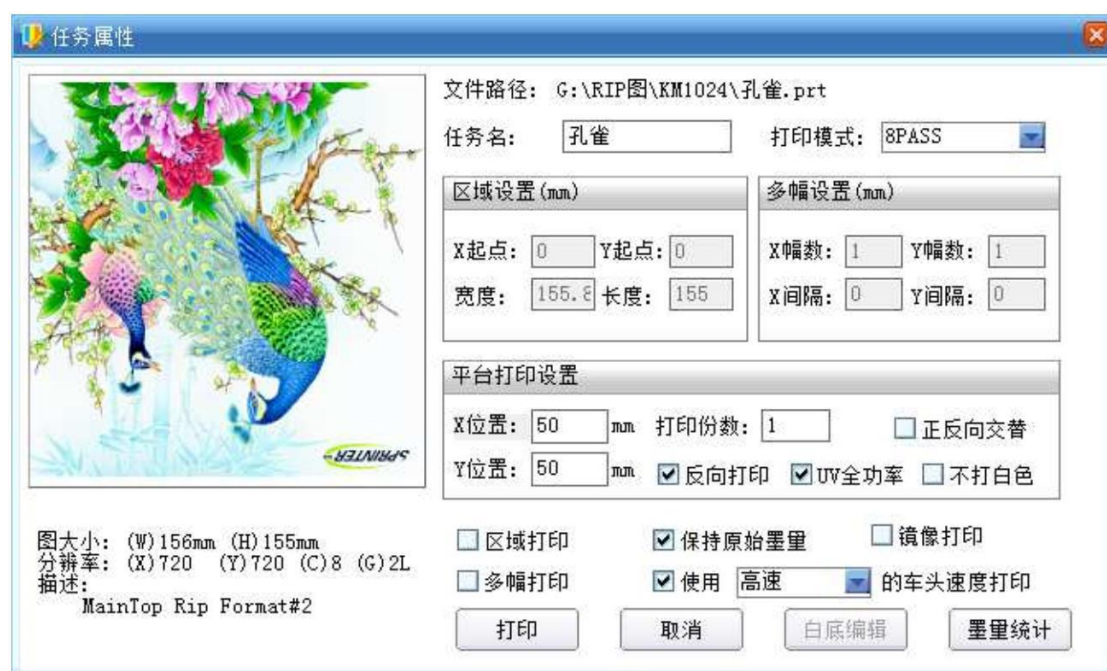 任务属性
文件路径: G:\RIP图\KM1024\孔雀.prt
任务名: 孔雀 打印模式: 8PASS
区域设置(mm) 多幅设置(mm)
X起点: 0 Y起点: 0 X幅数: 1 Y幅数: 1
宽度: 155.8 长度: 155 X间隔: 0 Y间隔: 0
平台打印设置
X位置: 50 mm 打印份数: 1 正反向交替
Y位置: 50 mm 反向打印 UV全功率 不打白色
SPRINTER
图大小: (W)156mm (H)155mm
分辨率: (X)720 (Y)720 (C)8 (G)2L
描述:
MainTop Rip Format#2
区域打印 保持原始墨量 镜像打印
多幅打印 使用 高速 的车头速度打印
打印 取消 白底编辑 墨量统计